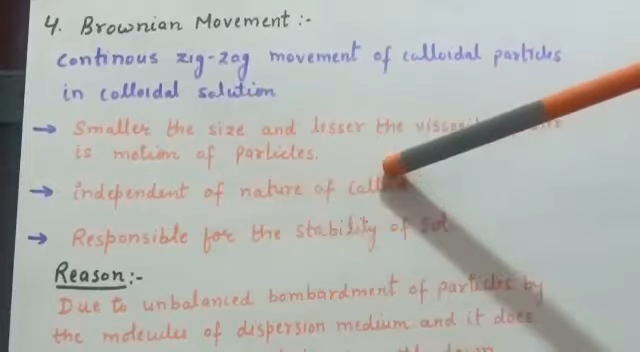 4. Brownian Movement :-
Continous zig-zag movement of colloidal particles
in colloidal solution
→ Smaller the size and lesser the
is motion of particles.
→ independent of nature of
→ Responsible for the stability of sol
Reason:-
Due to unbalanced bombardment of particles by
the molecules of dispersion medium and it does